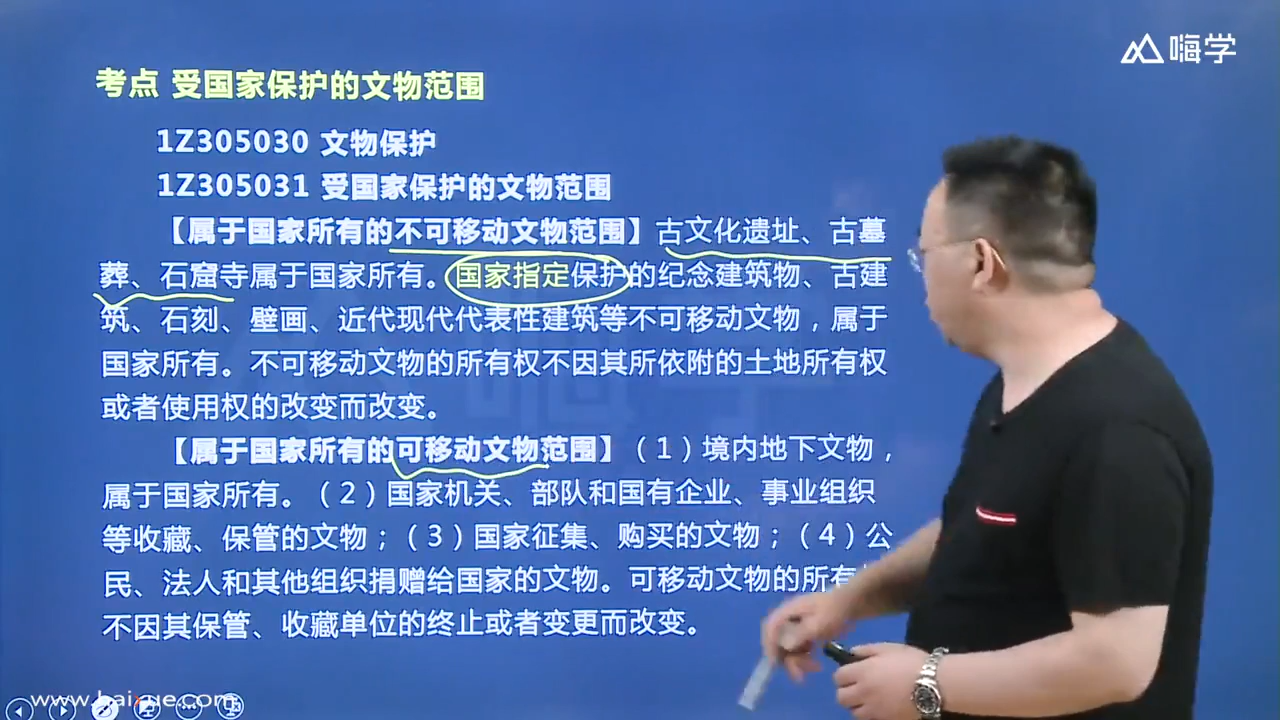 嗨学
考点 受国家保护的文物范围
1Z305030 文物保护
1Z305031 受国家保护的文物范围
【属于国家所有的不可移动文物范围】古文化遗址、古墓
葬、石窟寺属于国家所有。国家指定保护的纪念建筑物、古建
筑、石刻、壁画、近代现代代表性建筑等不可移动文物，属于
国家所有。不可移动文物的所有权不因其所依附的土地所有权
或者使用权的改变而改变。
【属于国家所有的可移动文物范围】（1）境内地下文物，
属于国家所有。（2）国家机关、部队和国有企业、事业组织
等收藏、保管的文物；（3）国家征集、购买的文物；（4）公
民、法人和其他组织捐赠给国家的文物。可移动文物的所有
不因其保管、收藏单位的终止或者变更而改变。
www.haixue.com